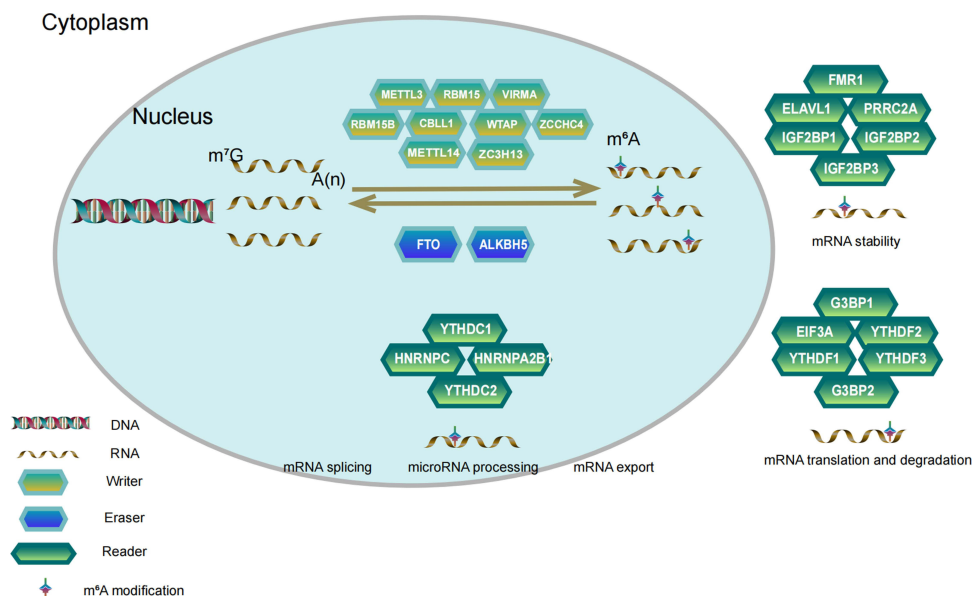 Cytoplasm
Nucleus
METTL3 RBM15 VIRMA
RBM15B CBLL1 WTAP ZCCHC4
METTL14 ZC3H13
m⁷G
A(n)
m⁶A
FTO ALKBH5
YTHDC1
HNRNPC HNRNPA2B1
YTHDC2
mRNA splicing microRNA processing mRNA export
FMR1
ELAVL1 PRRC2A
IGF2BP1 IGF2BP2
IGF2BP3
mRNA stability
G3BP1
EIF3A YTHDF2
YTHDF1 YTHDF3
G3BP2
mRNA translation and degradation
DNA
RNA
Writer
Eraser
Reader
m⁶A modification